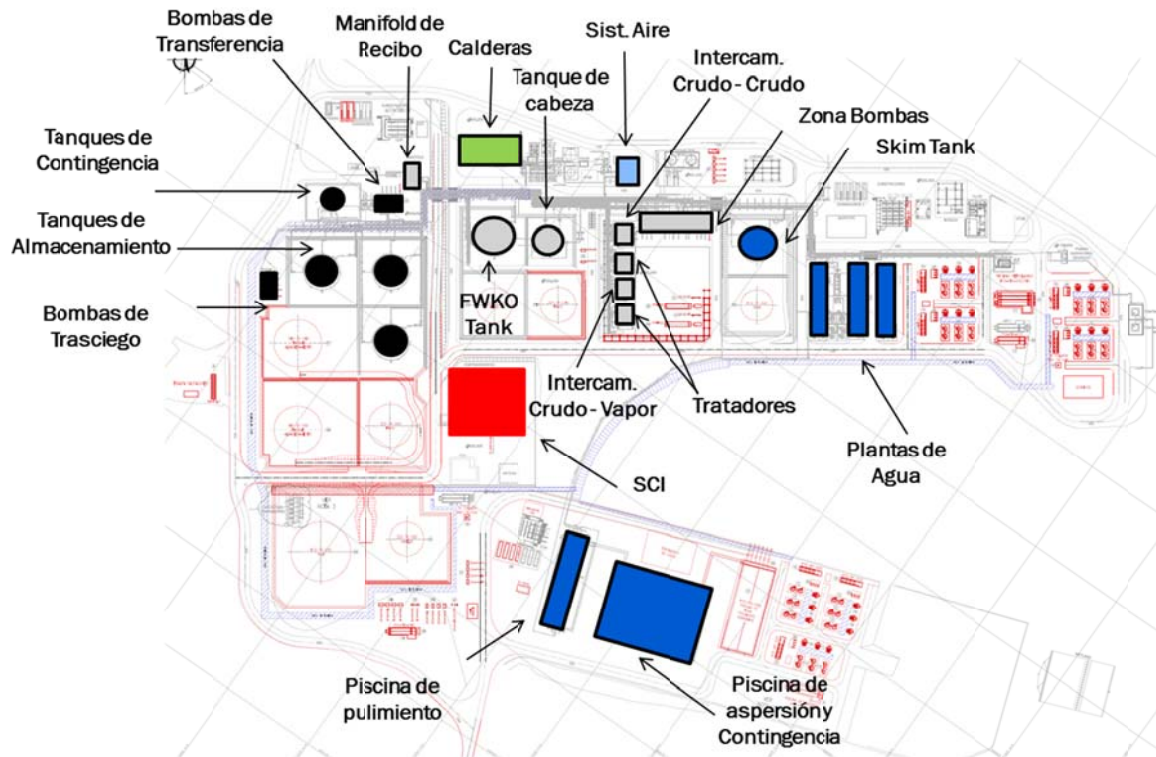 Bombas de
Transferencia
Manifold de
Recibo
Calderas
Sist. Aire
Intercam.
Crudo - Crudo
Tanque de
cabeza
Zona Bombas
Skim Tank
Tanques de
Contingencia
Tanques de
Almacenamiento
Bombas de
Trasciego
FWKO
Tank
Intercam.
Crudo - Vapor
Tratadores
Plantas de
Agua
SCI
Piscina de
pulimiento
Piscina de
aspersión y
Contingencia